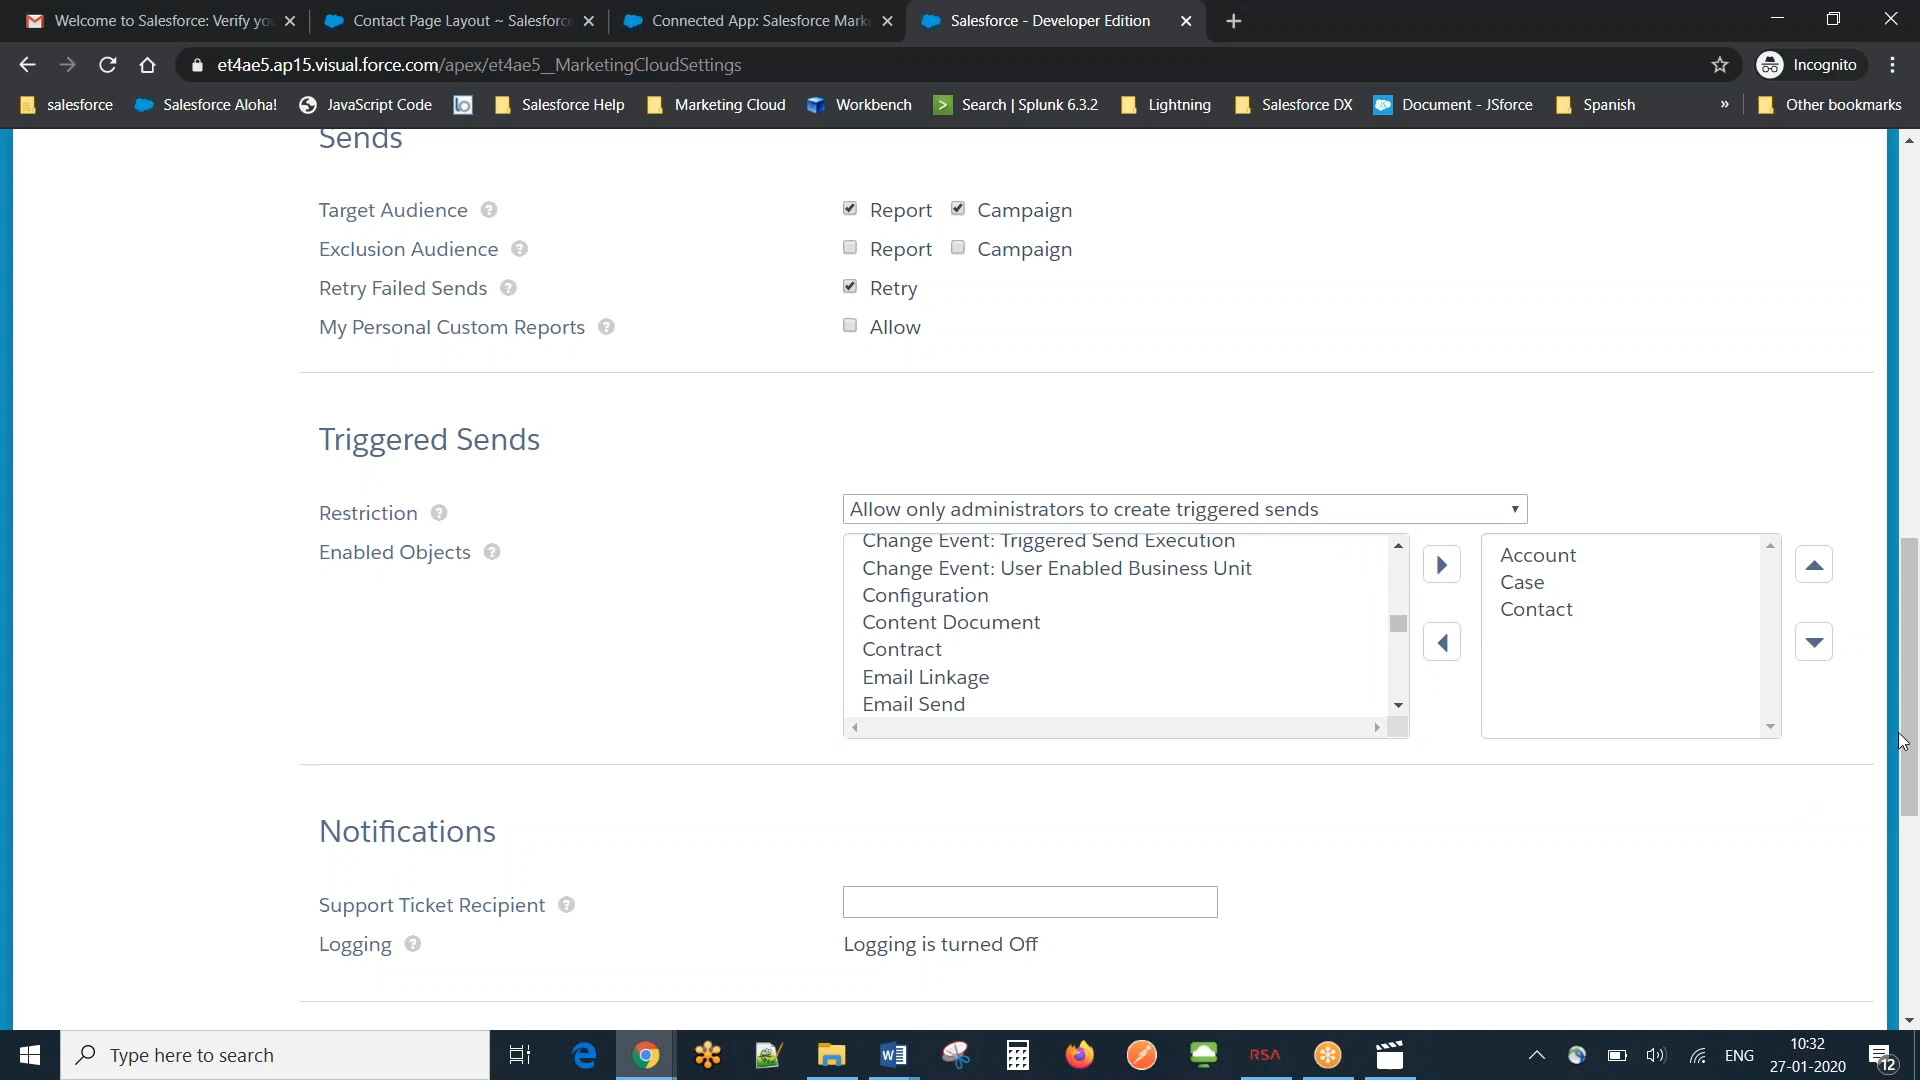 Welcome to Salesforce: Verify yo
Contact Page Layout ~ Salesforc
Connected App: Salesforce Mark
Salesforce - Developer Edition
et4ae5.ap15.visual.force.com/apex/et4ae5__MarketingCloudSettings
Incognito
salesforce
Salesforce Aloha!
JavaScript Code
Salesforce Help
Marketing Cloud
Workbench
Search | Splunk 6.3.2
Lightning
Salesforce DX
Document - JSforce
Spanish
»
Other bookmarks
Sends
Target Audience ?
Report Campaign
Exclusion Audience ?
Report Campaign
Retry Failed Sends ?
Retry
My Personal Custom Reports ?
Allow
Triggered Sends
Restriction ?
Allow only administrators to create triggered sends
Enabled Objects ?
Change Event: Triggered Send Execution
Change Event: User Enabled Business Unit
Configuration
Content Document
Contract
Email Linkage
Email Send
Account
Case
Contact
Notifications
Support Ticket Recipient ?
Logging ?
Logging is turned Off
Type here to search
RSA
ENG
10:32
27-01-2020
12